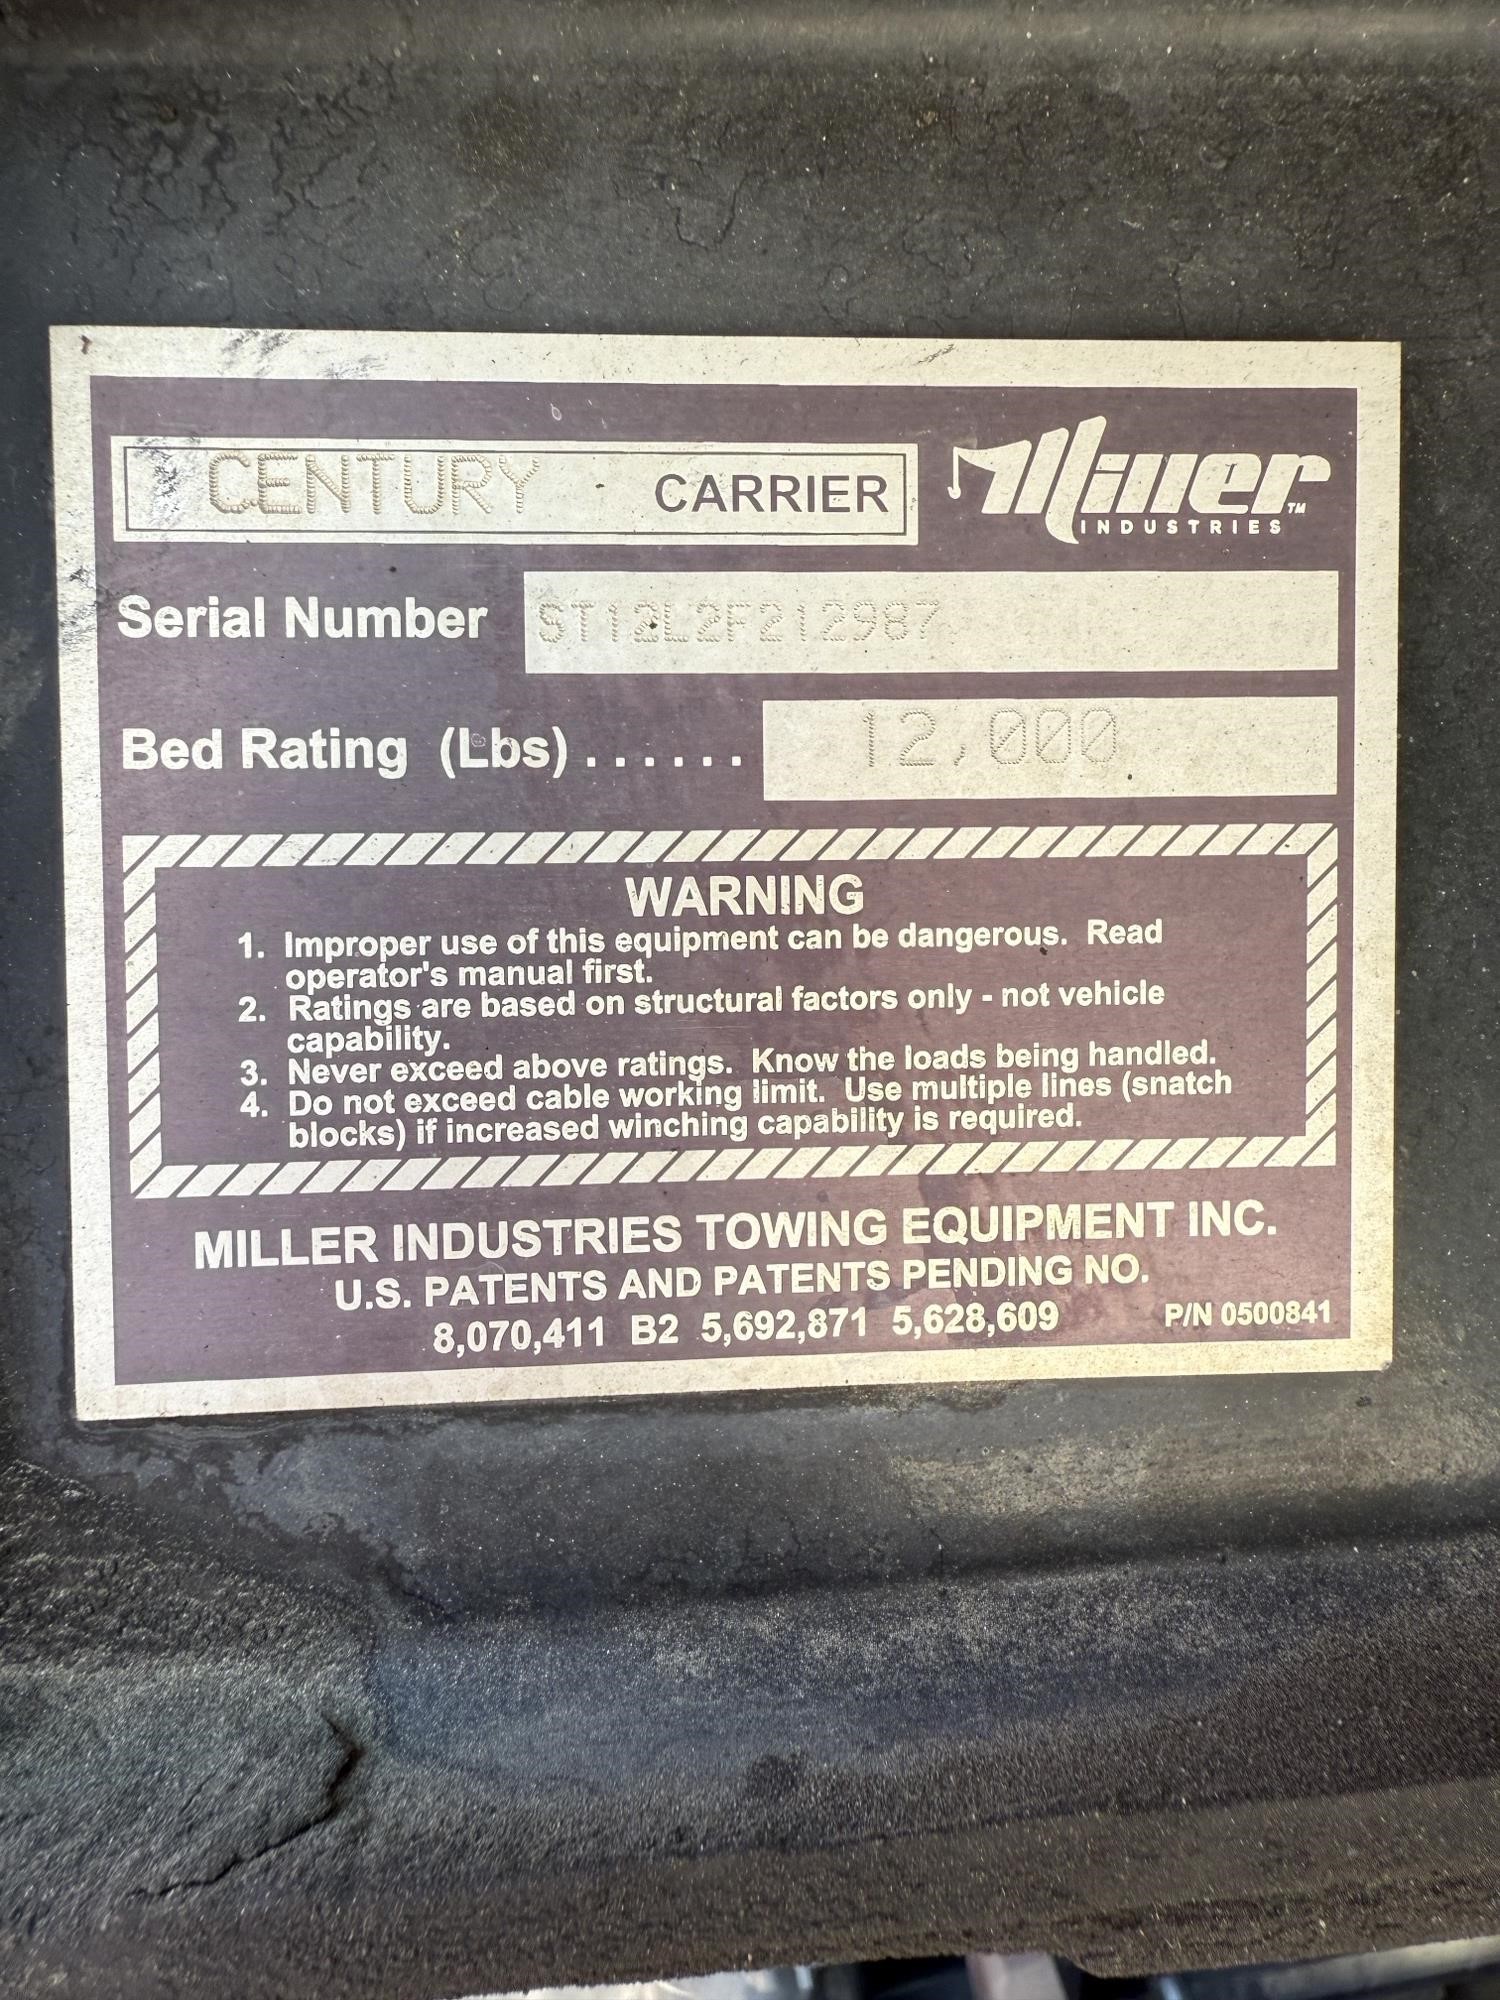 CENTURY CARRIER
Miller™
INDUSTRIES
Serial Number ST12L2F212987
Bed Rating (Lbs) ...... 12,000
WARNING
1. Improper use of this equipment can be dangerous. Read
operator's manual first.
2. Ratings are based on structural factors only - not vehicle
capability.
3. Never exceed above ratings. Know the loads being handled.
4. Do not exceed cable working limit. Use multiple lines (snatch
blocks) if increased winching capability is required.
MILLER INDUSTRIES TOWING EQUIPMENT INC.
U.S. PATENTS AND PATENTS PENDING NO.
8,070,411 B2 5,692,871 5,628,609 P/N 0500841